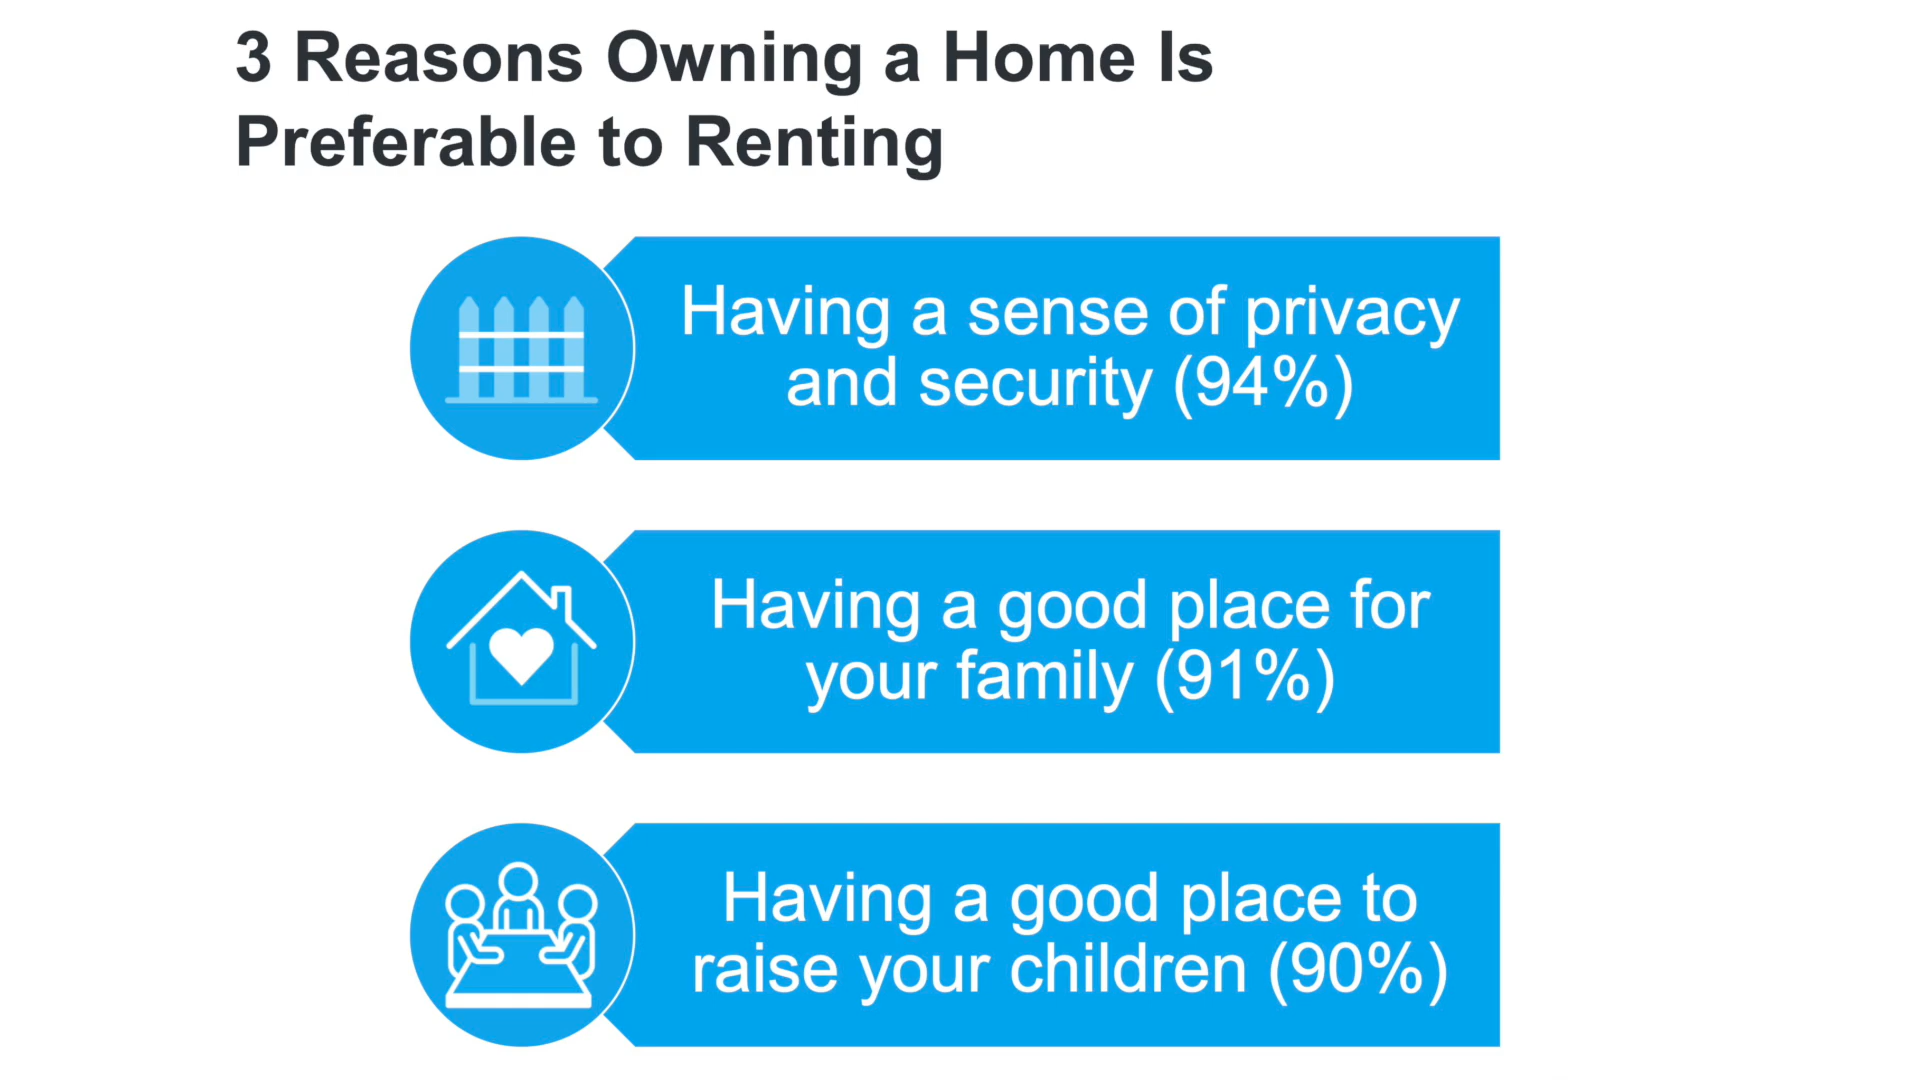 3 Reasons Owning a Home Is
Preferable to Renting
Having a sense of privacy
and security (94%)
Having a good place for
your family (91%)
Having a good place to
raise your children (90%)